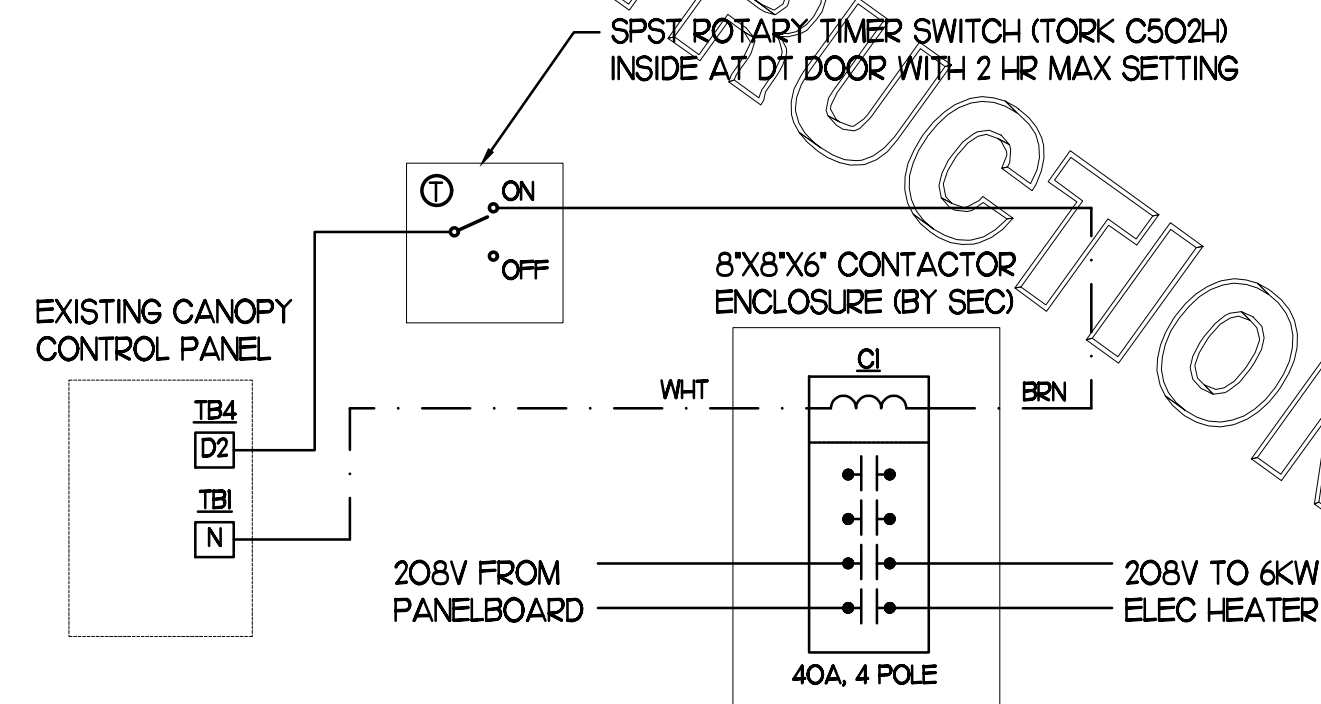 SPST ROTARY TIMER SWITCH (TORK C502H)
INSIDE AT DT DOOR WITH 2 HR MAX SETTING
T
ON
OFF
8"X8"X6" CONTACTOR
ENCLOSURE (BY SEC)
EXISTING CANOPY
CONTROL PANEL
C1
WHT
BRN
TB4
D2
TB1
N
208V FROM
PANELBOARD
208V TO 6KW
ELEC HEATER
40A, 4 POLE
RUCTION